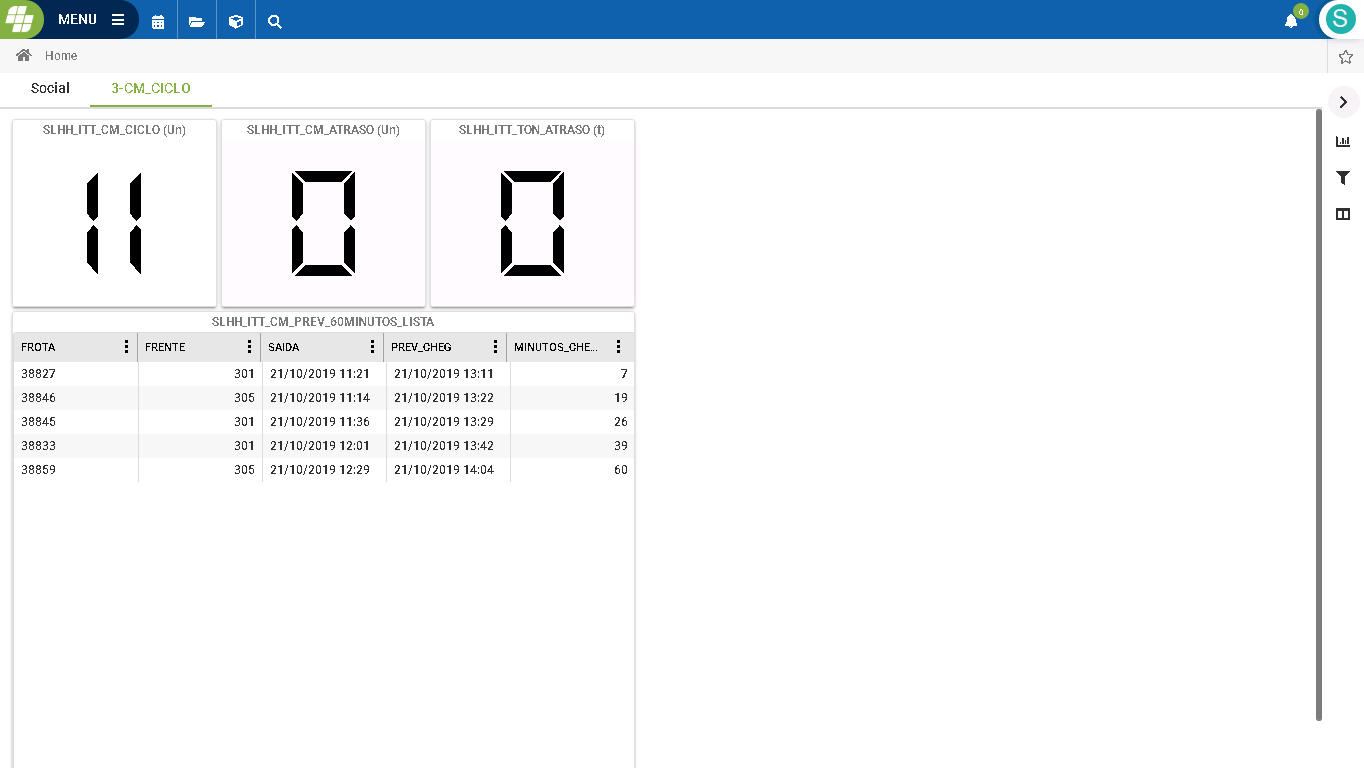 MENU
0
S
Home
Social
3-CM_CICLO
SLHH_ITT_CM_CICLO (Un)
SLHH_ITT_CM_ATRASO (Un)
SLHH_ITT_TON_ATRASO (t)
11
0
0
SLHH_ITT_CM_PREV_60MINUTOS_LISTA
FROTA FRENTE SAIDA PREV_CHEG MINUTOS_CHE...
38827 301 21/10/2019 11:21 21/10/2019 13:11 7
38846 305 21/10/2019 11:14 21/10/2019 13:22 19
38845 301 21/10/2019 11:36 21/10/2019 13:29 26
38833 301 21/10/2019 12:01 21/10/2019 13:42 39
38859 305 21/10/2019 12:29 21/10/2019 14:04 60